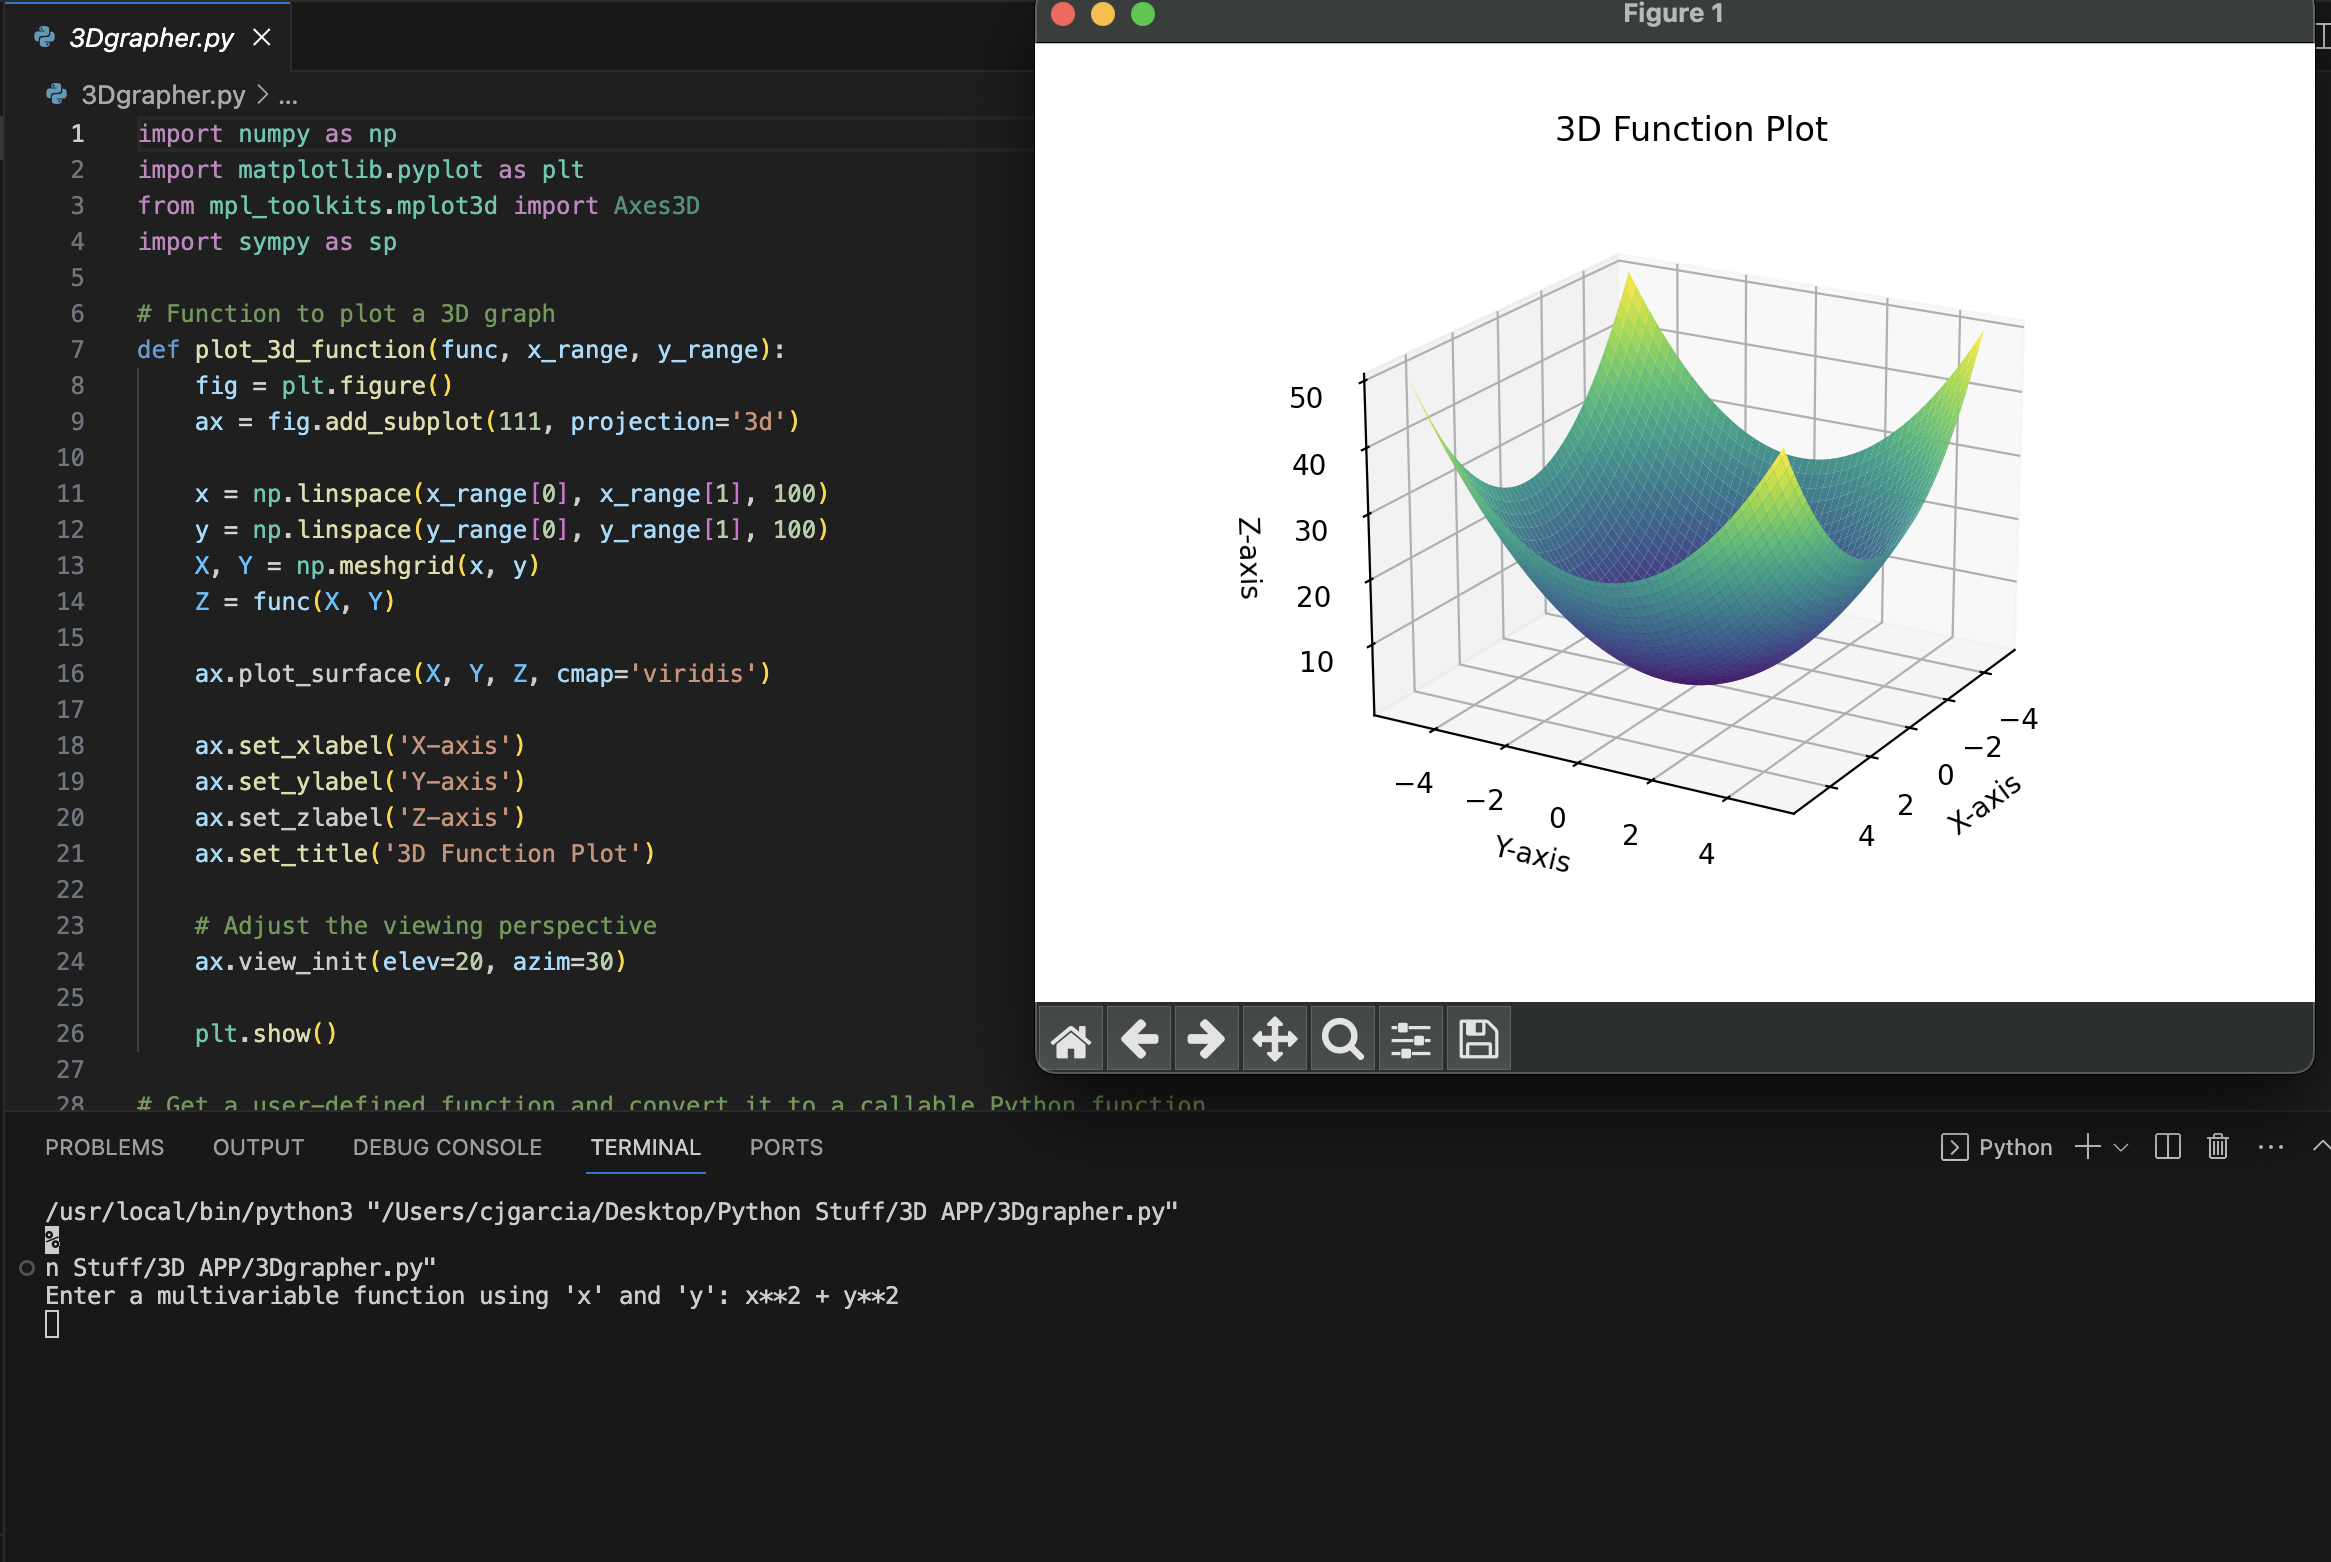 3Dgrapher.py
3Dgrapher.py > ...
1 import numpy as np
2 import matplotlib.pyplot as plt
3 from mpl_toolkits.mplot3d import Axes3D
4 import sympy as sp
5
6 # Function to plot a 3D graph
7 def plot_3d_function(func, x_range, y_range):
8 fig = plt.figure()
9 ax = fig.add_subplot(111, projection='3d')
10
11 x = np.linspace(x_range[0], x_range[1], 100)
12 y = np.linspace(y_range[0], y_range[1], 100)
13 X, Y = np.meshgrid(x, y)
14 Z = func(X, Y)
15
16 ax.plot_surface(X, Y, Z, cmap='viridis')
17
18 ax.set_xlabel('X-axis')
19 ax.set_ylabel('Y-axis')
20 ax.set_zlabel('Z-axis')
21 ax.set_title('3D Function Plot')
22
23 # Adjust the viewing perspective
24 ax.view_init(elev=20, azim=30)
25
26 plt.show()
27
28 # Get a user-defined function and convert it to a callable Python function
Figure 1
3D Function Plot
50
40
30
20
10
Z-axis
−4
−2
0
2
4
Y-axis
−4
−2
0
2
4
X-axis
PROBLEMS OUTPUT DEBUG CONSOLE TERMINAL PORTS
Python
/usr/local/bin/python3 "/Users/cjgarcia/Desktop/Python Stuff/3D APP/3Dgrapher.py"
%
n Stuff/3D APP/3Dgrapher.py"
Enter a multivariable function using 'x' and 'y': x**2 + y**2